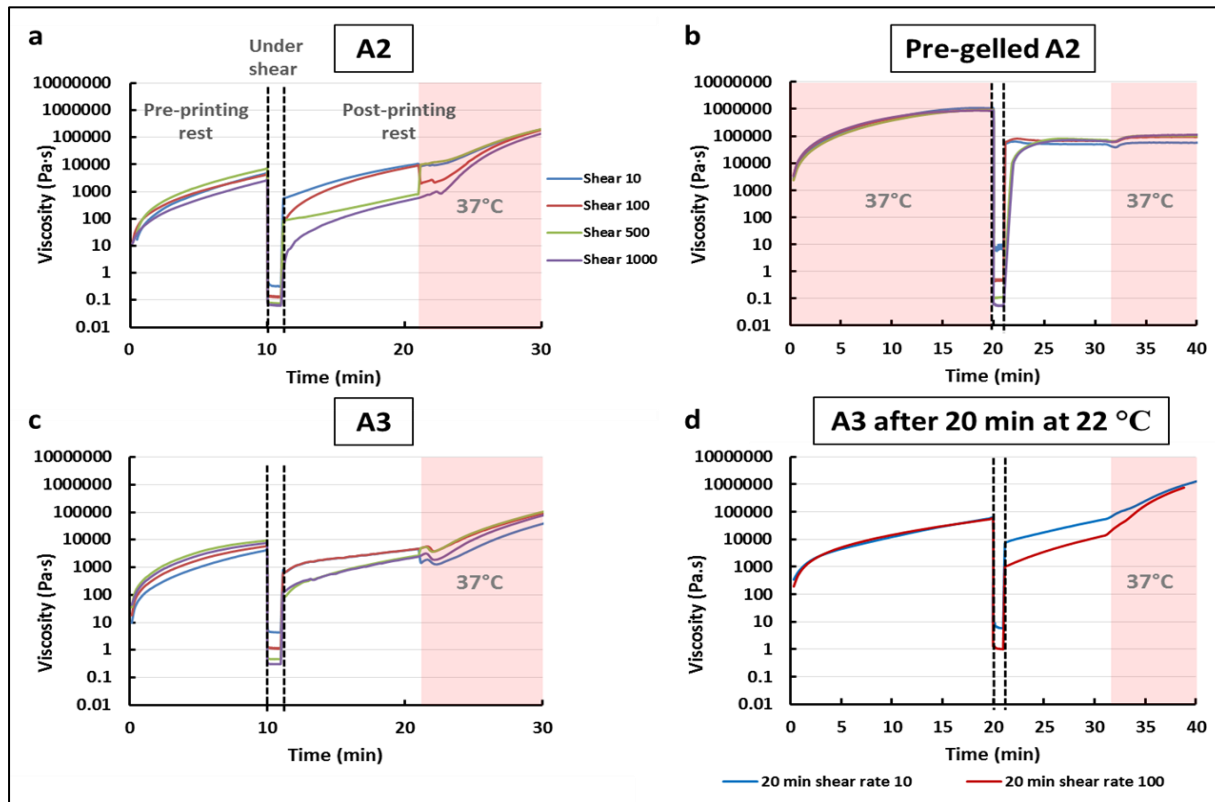 a
Under
shear
A2
Pre-printing
rest
Post-printing
rest
37°C
Viscosity (Pa·s)
10000000
1000000
100000
10000
1000
100
10
1
0.1
0.01
0
10
20
30
Time (min)
Shear 10
Shear 100
Shear 500
Shear 1000
b
Pre-gelled A2
37°C
37°C
Viscosity (Pa·s)
10000000
1000000
100000
10000
1000
100
10
1
0.1
0.01
0
5
10
15
20
25
30
35
40
Time (min)
c
A3
37°C
Viscosity (Pa·s)
10000000
1000000
100000
10000
1000
100
10
1
0.1
0.01
0
10
20
30
Time (min)
d
A3 after 20 min at 22 °C
37°C
Viscosity (Pa.s)
10000000
1000000
100000
10000
1000
100
10
1
0.1
0.01
0
5
10
15
20
25
30
35
40
Time (min)
20 min shear rate 10
20 min shear rate 100